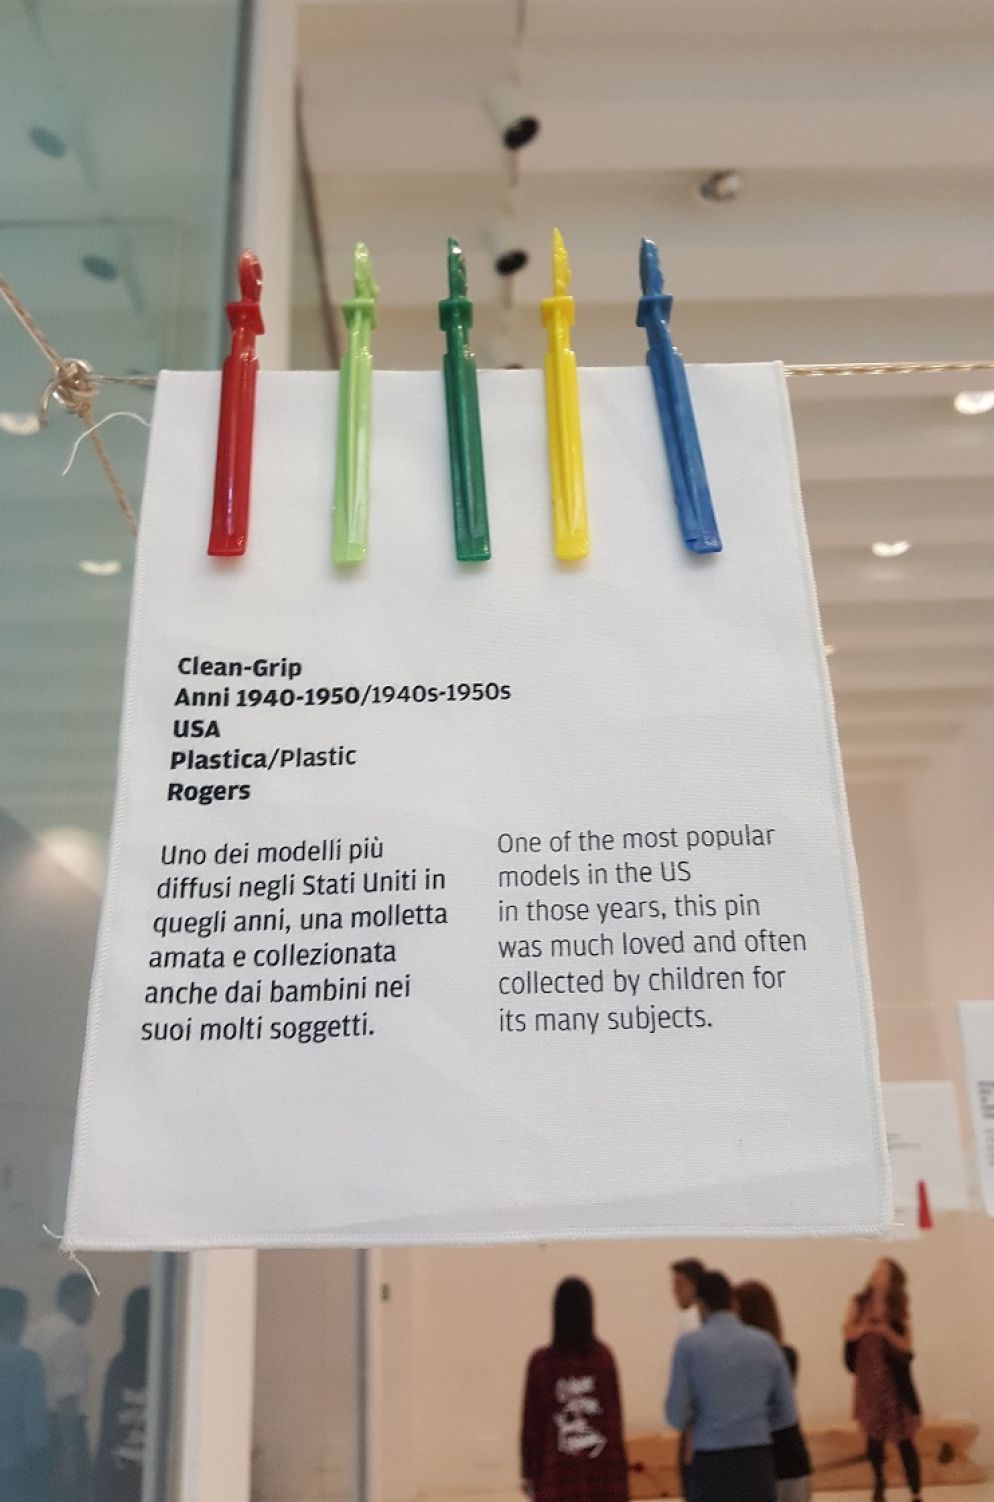 Clean-Grip
Anni 1940-1950/1940s-1950s
USA
Plastica/Plastic
Rogers
Uno dei modelli più
diffusi negli Stati Uniti in
quegli anni, una molletta
amata e collezionata
anche dai bambini nei
suoi molti soggetti.
One of the most popular
models in the US
in those years, this pin
was much loved and often
collected by children for
its many subjects.